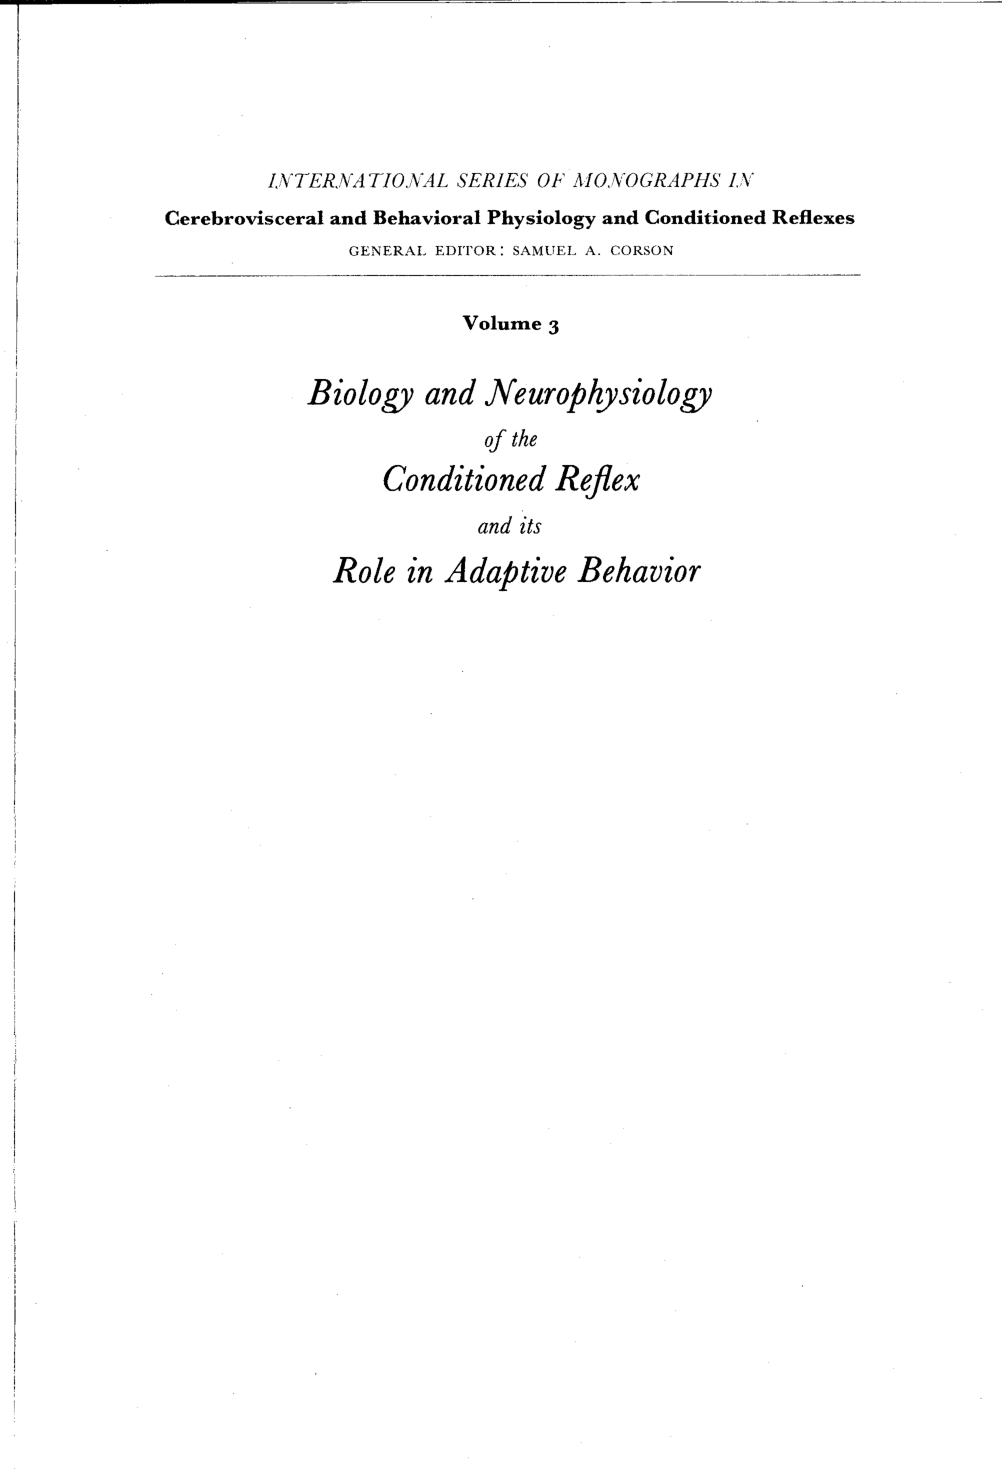 INTERNATIONAL SERIES OF MONOGRAPHS IN
Cerebrovisceral and Behavioral Physiology and Conditioned Reflexes
GENERAL EDITOR: SAMUEL A. CORSON
Volume 3
Biology and Neurophysiology
of the
Conditioned Reflex
and its
Role in Adaptive Behavior